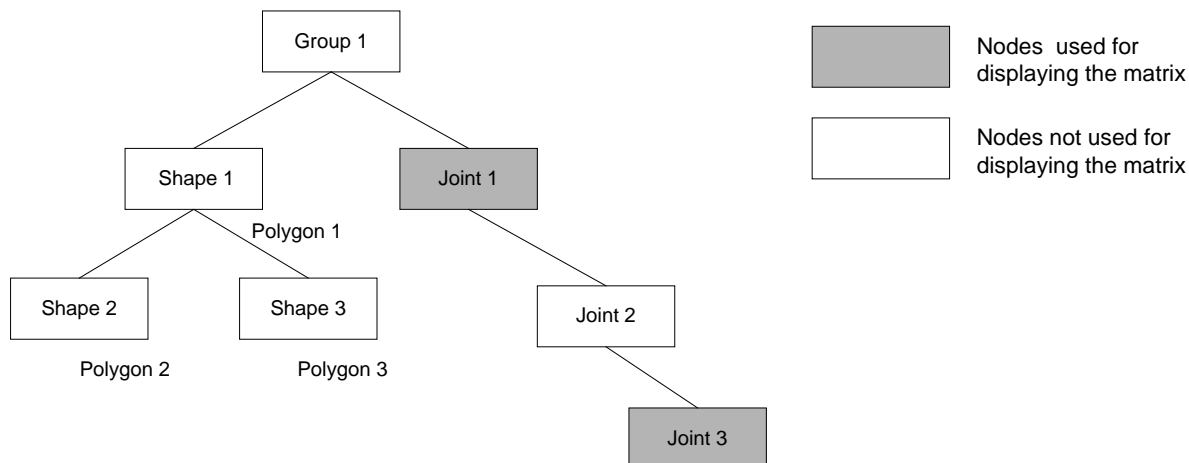 Group 1
Nodes used for
displaying the matrix
Nodes not used for
displaying the matrix
Shape 1
Joint 1
Polygon 1
Shape 2
Shape 3
Joint 2
Polygon 2
Polygon 3
Joint 3